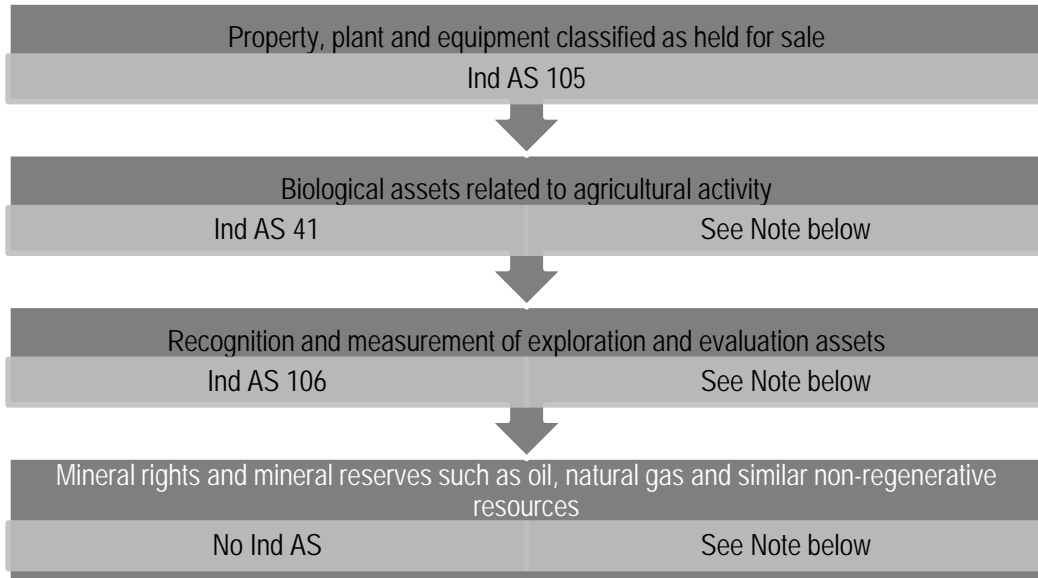 Property, plant and equipment classified as held for sale
Ind AS 105
Biological assets related to agricultural activity
Ind AS 41
See Note below
Recognition and measurement of exploration and evaluation assets
Ind AS 106
See Note below
Mineral rights and mineral reserves such as oil, natural gas and similar non-regenerative
resources
No Ind AS
See Note below